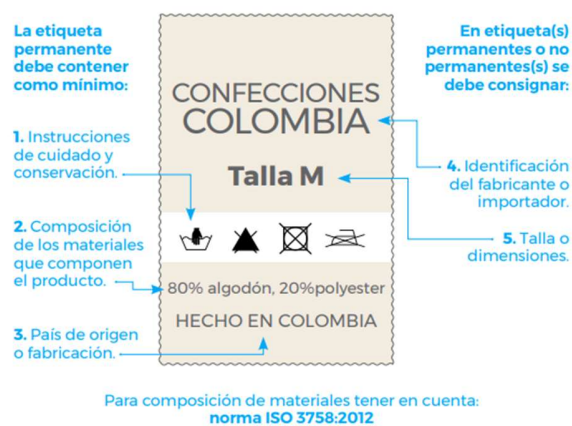 La etiqueta
permanente
debe contener
como mínimo:
1. Instrucciones
de cuidado y
conservación.
2. Composición
de los materiales
que componen
el producto.
3. País de origen
o fabricación.
CONFECCIONES
COLOMBIA
Talla M
80% algodón, 20%polyester
HECHO EN COLOMBIA
En etiqueta(s)
permanentes o no
permanentes(s) se
debe consignar:
4. Identificación
del fabricante o
importador.
5. Talla o
dimensiones.
Para composición de materiales tener en cuenta:
norma ISO 3758:2012